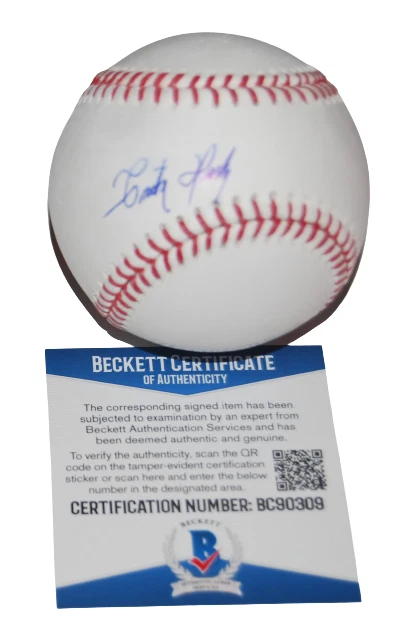 BECKETT CERTIFICATE
OF AUTHENTICITY
The corresponding signed item has been
subjected to examination by an expert from
Beckett Authentication Services and has
been deemed authentic and genuine.
To verify the authenticity, scan the QR
code on the tamper-evident certification
sticker or scan here and enter the below
number in the designated area.
CERTIFICATION NUMBER: BC90309
BECKETT
B
AUTHENTICATION
SERVICES